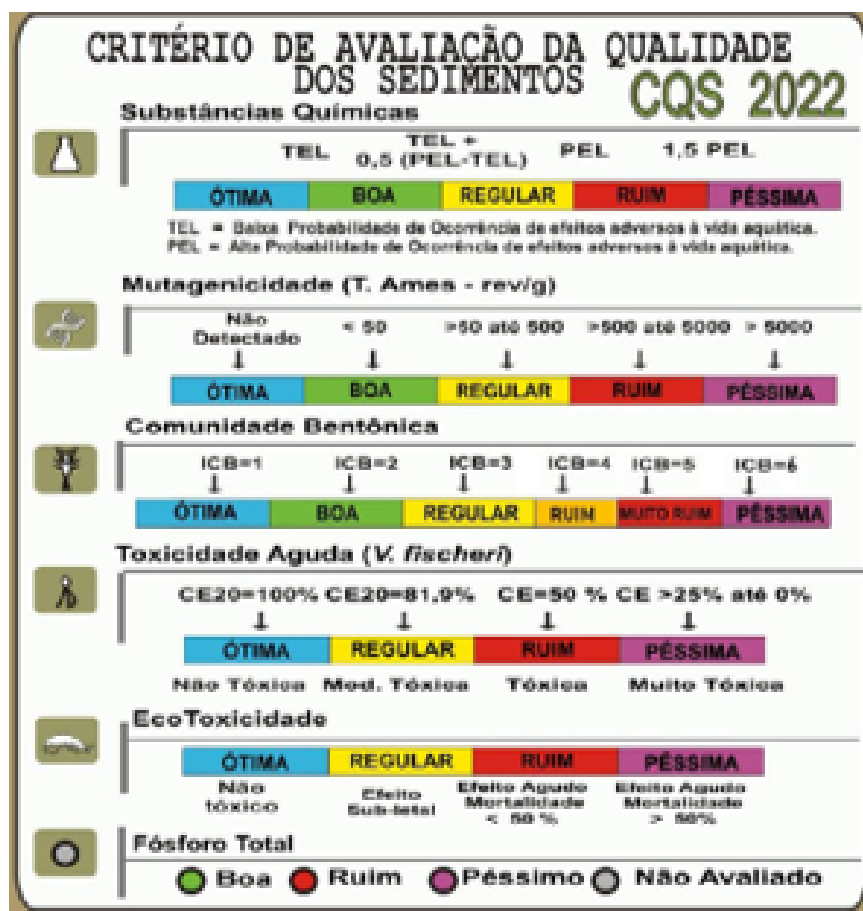 CRITÉRIO DE AVALIAÇÃO DA QUALIDADE
DOS SEDIMENTOS
CQS 2022
Substâncias Químicas
TEL TEL + 0,5 (PEL-TEL) PEL 1,5 PEL
ÓTIMA BOA REGULAR RUIM PÉSSIMA
TEL = Baixa Probabilidade de Ocorrência de efeitos adversos à vida aquática.
PEL = Alta Probabilidade de Ocorrência de efeitos adversos à vida aquática.
Mutagenicidade (T. Ames - rev/g)
Não Detectado < 50 >50 até 500 >500 até 5000 > 5000
ÓTIMA BOA REGULAR RUIM PÉSSIMA
Comunidade Bentônica
ICB=1 ICB=2 ICB=3 ICB=4 ICB=5 ICB=6
ÓTIMA BOA REGULAR RUIM MUITO RUIM PÉSSIMA
Toxicidade Aguda (V. fischeri)
CE20=100% CE20=81,9% CE=50 % CE >25% até 0%
ÓTIMA REGULAR RUIM PÉSSIMA
Não Tóxica Mod. Tóxica Tóxica Muito Tóxica
EcoToxicidade
ÓTIMA REGULAR RUIM PÉSSIMA
Não tóxico
Efeito Sub-letal
Efeito Agudo Mortalidade < 50 %
Efeito Agudo Mortalidade > 50%
Fósforo Total
Boa Ruim Péssimo Não Avaliado